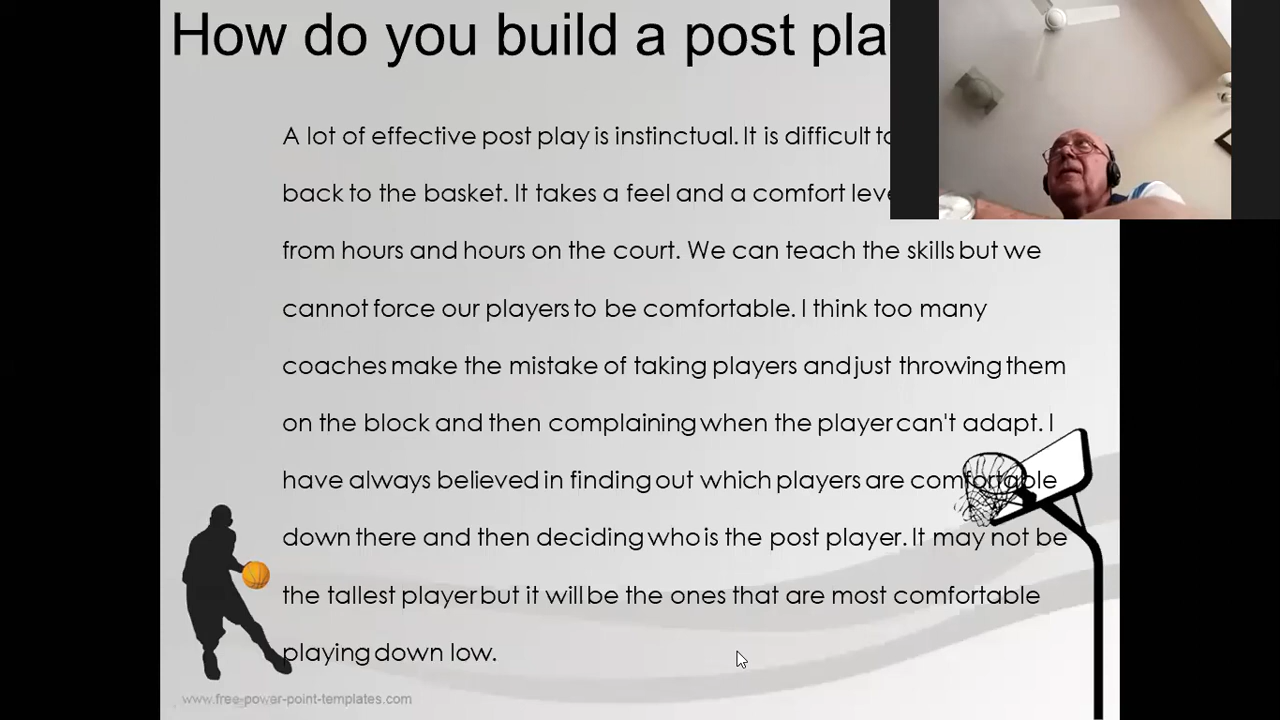 How do you build a post pla
A lot of effective post play is instinctual. It is difficult
back to the basket. It takes a feel and a comfort
from hours and hours on the court. We can teach the skills but we
cannot force our players to be comfortable. I think too many
coaches make the mistake of taking players and just throwing them
on the block and then complaining when the player can't adapt. I
have always believed in finding out which players are comfortable
down there and then deciding who is the post player. It may not be
the tallest player but it will be the ones that are most comfortable
playing down low.
www.free-power-point-templates.com